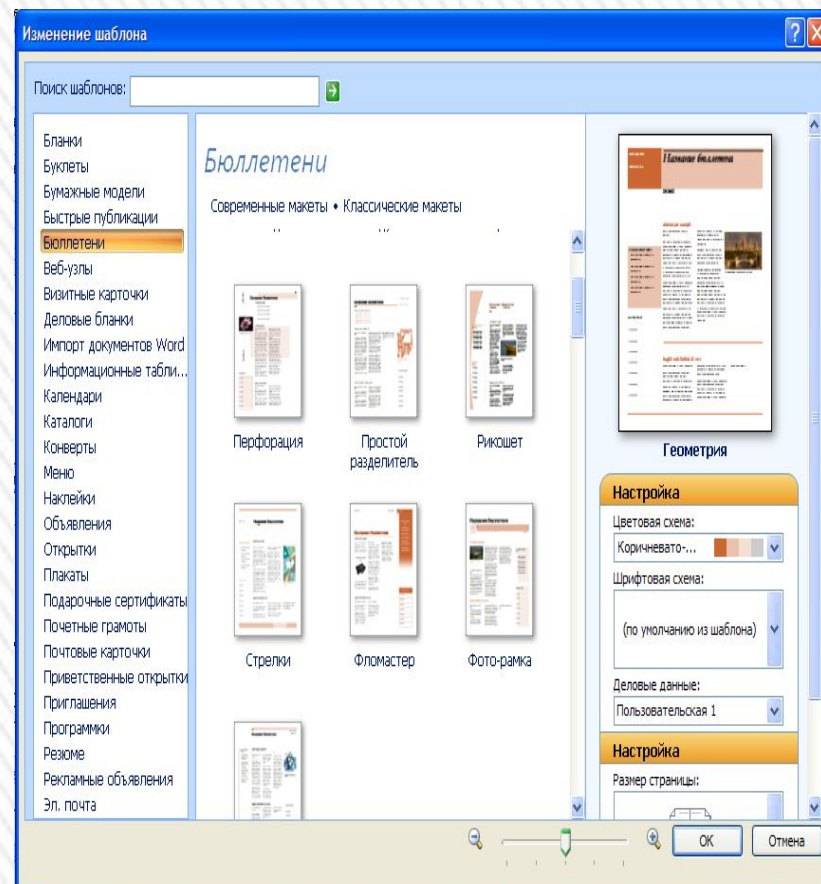 Изменение шаблона
Поиск шаблонов:
Бланки
Буклеты
Бумажные модели
Быстрые публикации
Бюллетени
Веб-узлы
Визитные карточки
Деловые бланки
Импорт документов Word
Информационные табли...
Календари
Каталоги
Конверты
Меню
Наклейки
Объявления
Открытки
Плакаты
Подарочные сертификаты
Почетные грамоты
Почтовые карточки
Приветственные открытки
Приглашения
Программки
Резюме
Рекламные объявления
Эл. почта
Бюллетени
Современные макеты • Классические макеты
Перфорация
Простой
разделитель
Рикошет
Стрелки
Фломастер
Фото-рамка
Название бюллетеня
Геометрия
Настройка
Цветовая схема:
Коричневато-...
Шрифтовая схема:
(по умолчанию из шаблона)
Деловые данные:
Пользовательская 1
Настройка
Размер страницы:
ОК
Отмена